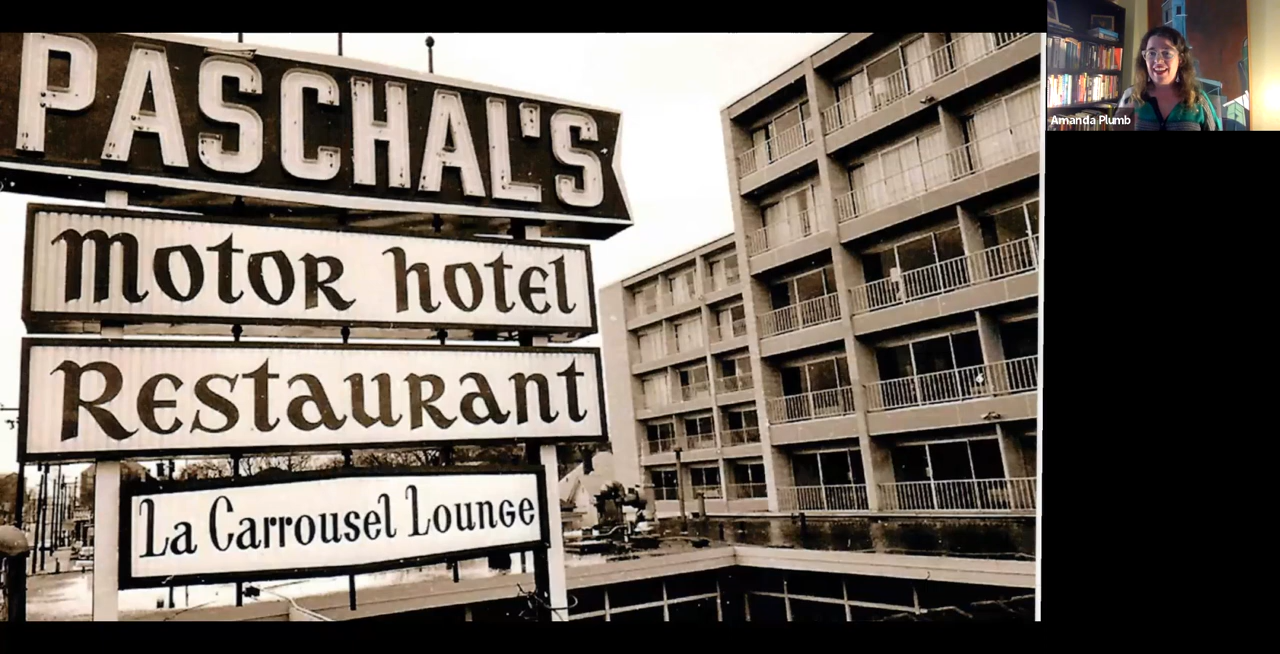 PASCHAL'S
motor hotel
Restaurant
La Carrousel Lounge
Amanda Plumb